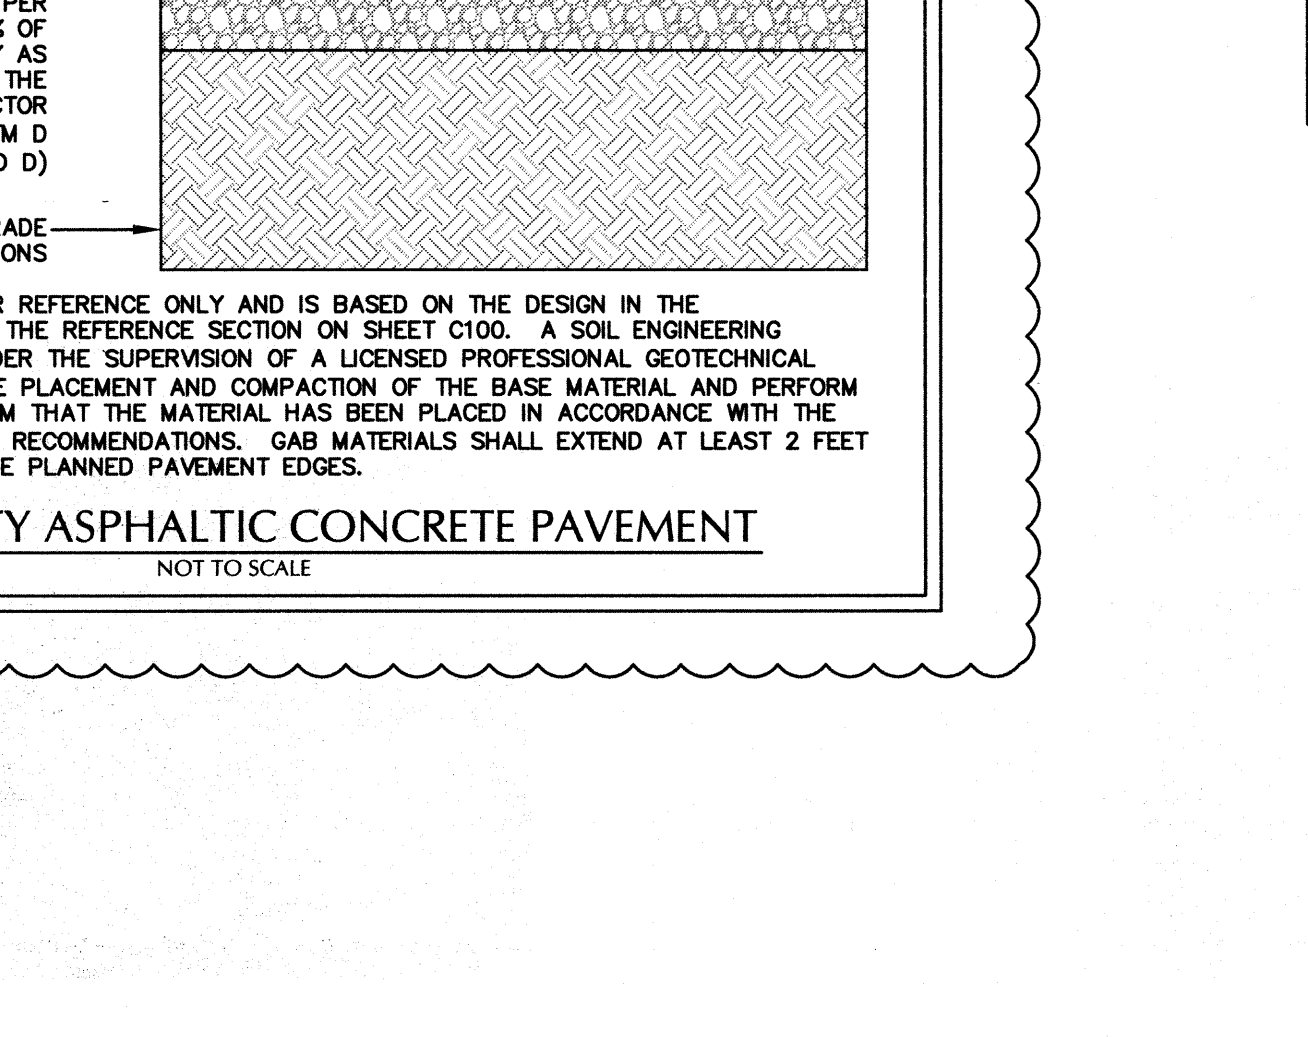 PER
% OF
Y AS
THE
CTOR
TM D
D D)
RADE
ONS
R REFERENCE ONLY AND IS BASED ON THE DESIGN IN THE
THE REFERENCE SECTION ON SHEET C100. A SOIL ENGINEERING
DER THE SUPERVISION OF A LICENSED PROFESSIONAL GEOTECHNICAL
E PLACEMENT AND COMPACTION OF THE BASE MATERIAL AND PERFORM
M THAT THE MATERIAL HAS BEEN PLACED IN ACCORDANCE WITH THE
RECOMMENDATIONS. GAB MATERIALS SHALL EXTEND AT LEAST 2 FEET
E PLANNED PAVEMENT EDGES.
TY ASPHALTIC CONCRETE PAVEMENT
NOT TO SCALE